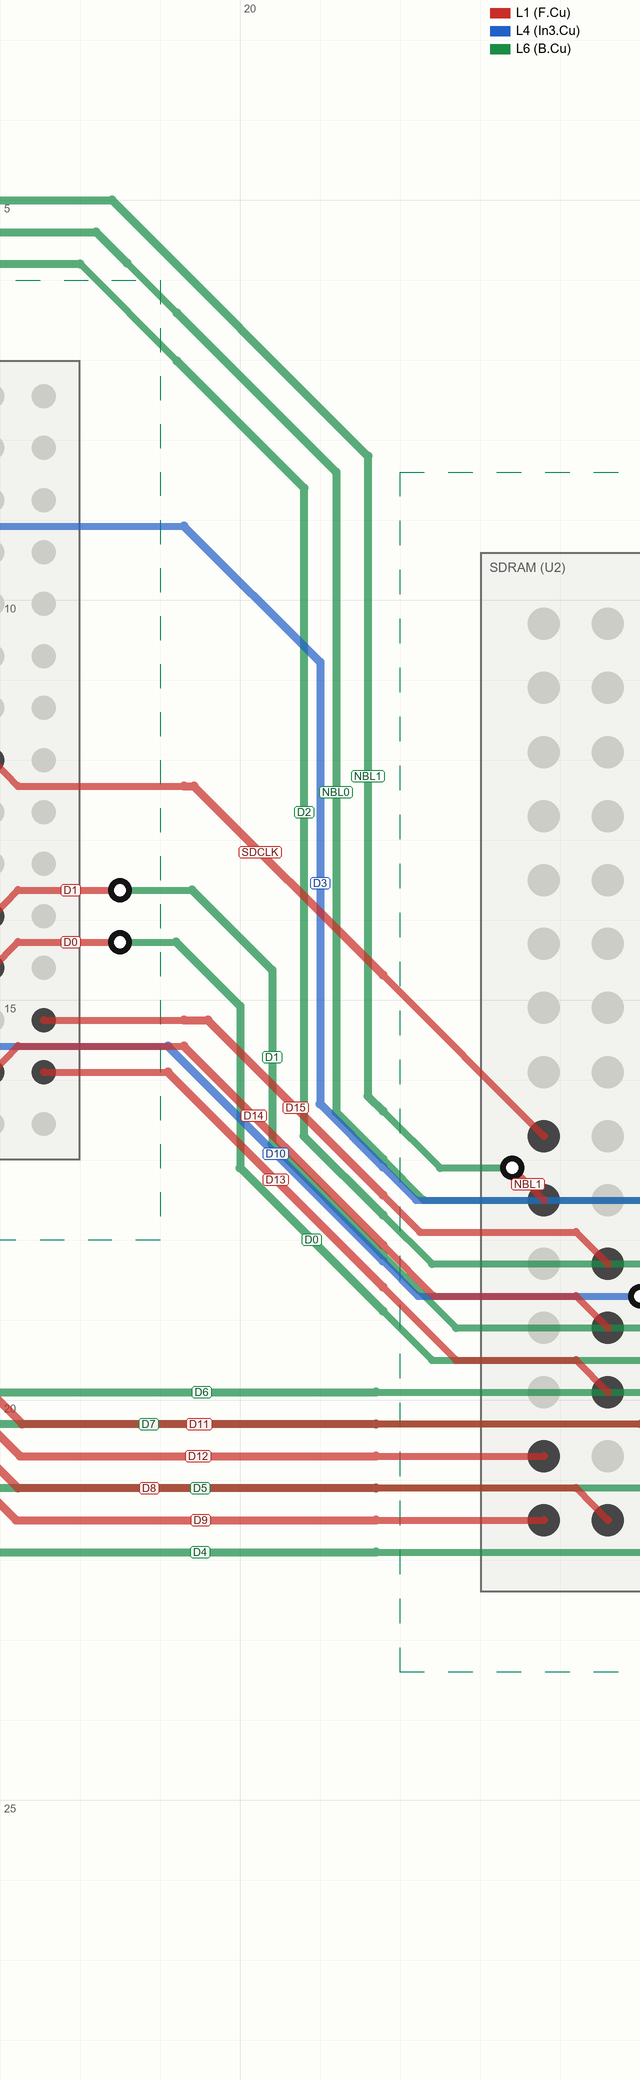 20
L1 (F.Cu)
L4 (In3.Cu)
L6 (B.Cu)
5
SDRAM (U2)
10
NBL1
NBL0
D2
SDCLK
D3
D1
D0
15
D1
D15
D14
D10
D13
NBL1
D0
D6
20
D7
D11
D12
D8
D5
D9
D4
25